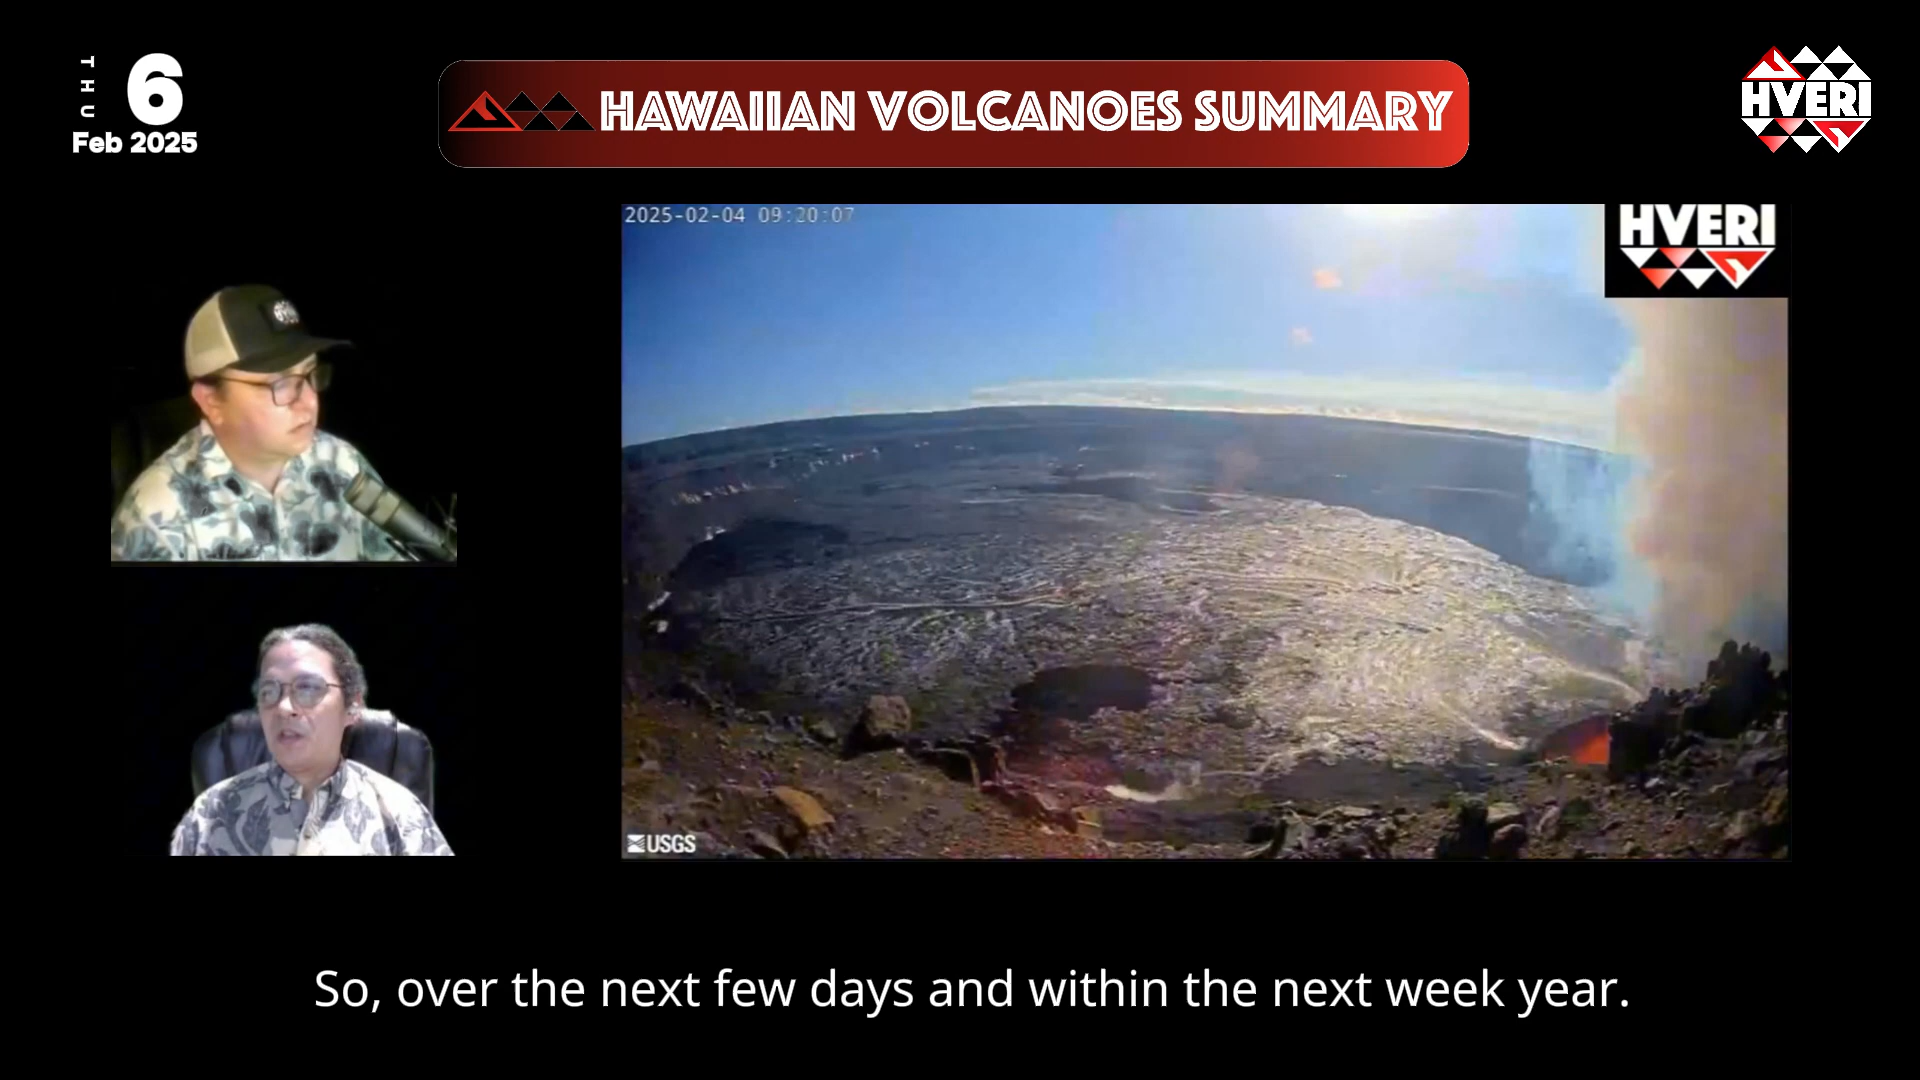 THU
6
Feb 2025
HAWAIIAN VOLCANOES SUMMARY
HVERI
2025-02-04 09:20:07
HVERI
USGS
So, over the next few days and within the next week year.